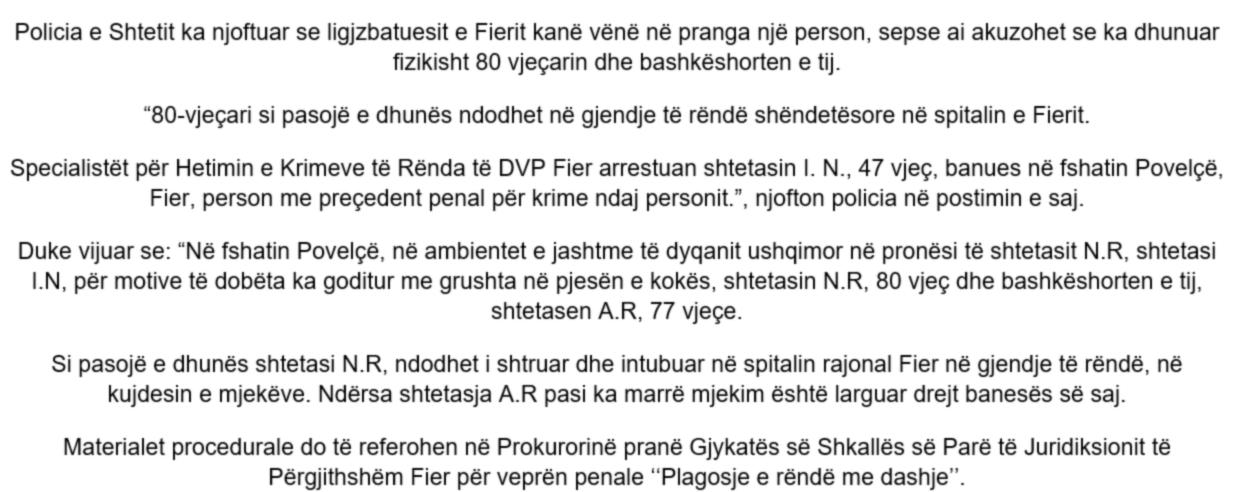 Policia e Shtetit ka njoftuar se ligjzbatuesit e Fierit kanë vënë në pranga një person, sepse ai akuzohet se ka dhunuar
fizikisht 80 vjeçarin dhe bashkëshorten e tij.
“80-vjeçari si pasojë e dhunës ndodhet në gjendje të rëndë shëndetësore në spitalin e Fierit.
Specialistët për Hetimin e Krimeve të Rënda të DVP Fier arrestuan shtetasin I. N., 47 vjeç, banues në fshatin Povelçë,
Fier, person me preçedent penal për krime ndaj personit.”, njofton policia në postimin e saj.
Duke vijuar se: “Në fshatin Povelçë, në ambientet e jashtme të dyqanit ushqimor në pronësi të shtetasit N.R, shtetasi
I.N, për motive të dobëta ka goditur me grushta në pjesën e kokës, shtetasin N.R, 80 vjeç dhe bashkëshorten e tij,
shtetasen A.R, 77 vjeçe.
Si pasojë e dhunës shtetasi N.R, ndodhet i shtruar dhe intubuar në spitalin rajonal Fier në gjendje të rëndë, në
kujdesin e mjekëve. Ndërsa shtetasja A.R pasi ka marrë mjekim është larguar drejt banesës së saj.
Materialet procedurale do të referohen në Prokurorinë pranë Gjykatës së Shkallës së Parë të Juridiksionit të
Përgjithshëm Fier për veprën penale ‘‘Plagosje e rëndë me dashje’’.